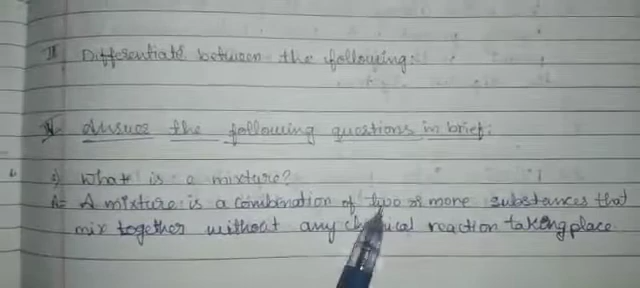 III Differentiate between the following:
IV Answer the following questions in brief:
i) What is a mixture?
A= A mixture is a combination of two or more substances that
mix together without any chemical reaction taking place.